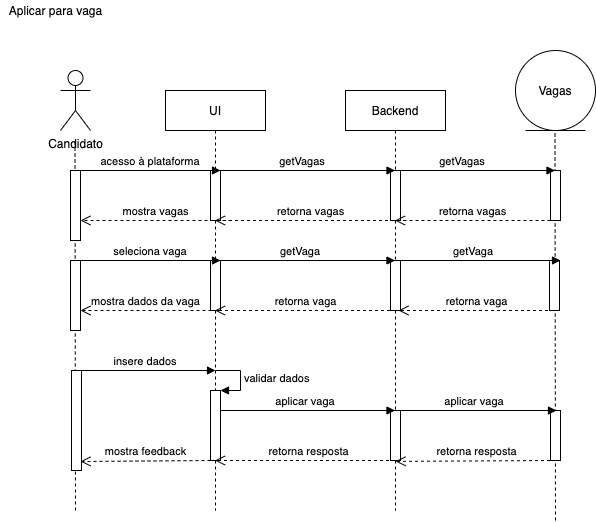 Aplicar para vaga
UI
Backend
Vagas
Candidato
acesso à plataforma
getVagas
getVagas
mostra vagas
retorna vagas
retorna vagas
seleciona vaga
getVaga
getVaga
mostra dados da vaga
retorna vaga
retorna vaga
insere dados
validar dados
aplicar vaga
aplicar vaga
mostra feedback
retorna resposta
retorna resposta